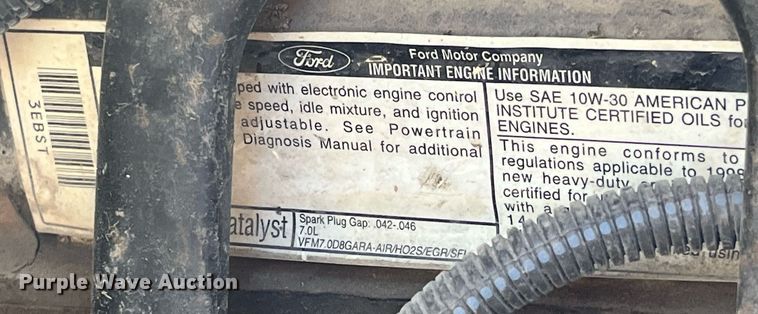 3EBST
Ford
Ford Motor Company
IMPORTANT ENGINE INFORMATION
ped with electronic engine control
e speed, idle mixture, and ignition
adjustable. See Powertrain
Diagnosis Manual for additional
atalyst
Spark Plug Gap: .042-.046
7.0L
VFM7.0D8GARA-AIR/HO2S/EGR/SFI
Use SAE 10W-30 AMERICAN P
INSTITUTE CERTIFIED OILS fo
ENGINES.
This engine conforms to
regulations applicable to 1998
new heavy-duty
certified for
with a
14
using
Purple Wave Auction